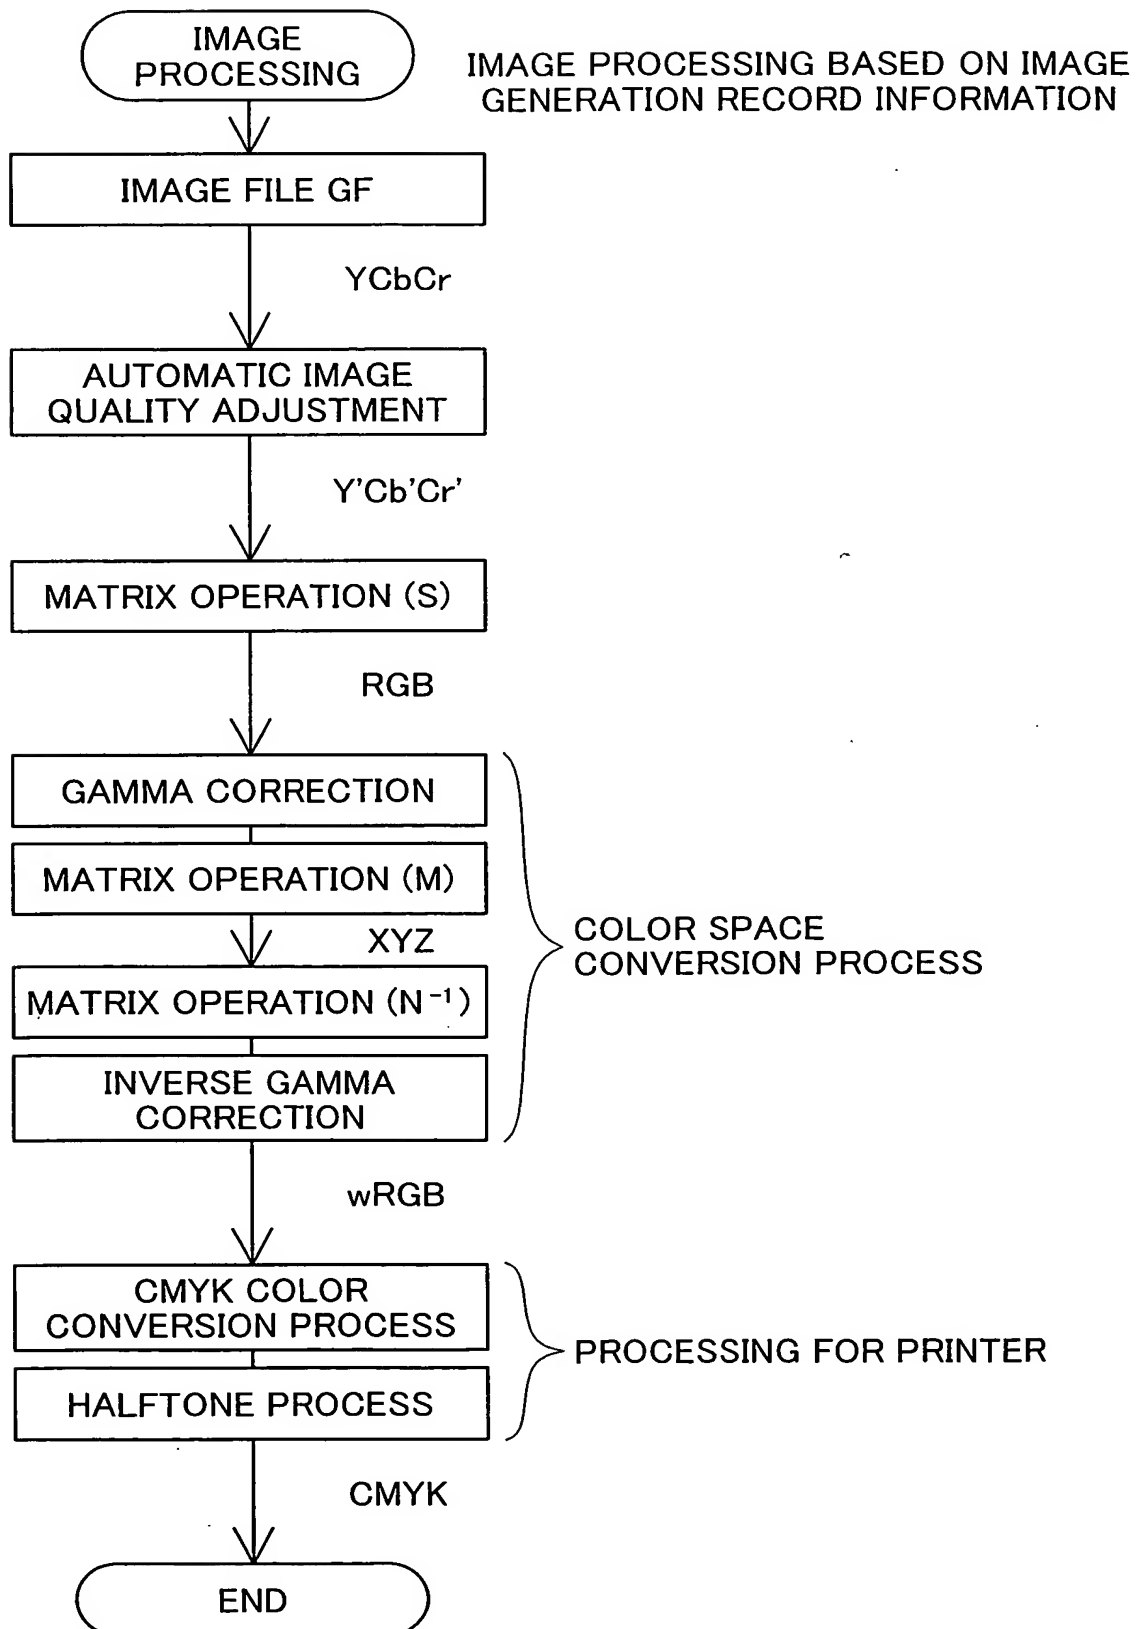 IMAGE
PROCESSING
IMAGE PROCESSING BASED ON IMAGE
GENERATION RECORD INFORMATION
IMAGE FILE GF
YCbCr
AUTOMATIC IMAGE
QUALITY ADJUSTMENT
Y'Cb'Cr'
MATRIX OPERATION (S)
RGB
GAMMA CORRECTION
MATRIX OPERATION (M)
XYZ
MATRIX OPERATION (N⁻¹)
INVERSE GAMMA
CORRECTION
COLOR SPACE
CONVERSION PROCESS
wRGB
CMYK COLOR
CONVERSION PROCESS
HALFTONE PROCESS
PROCESSING FOR PRINTER
CMYK
END